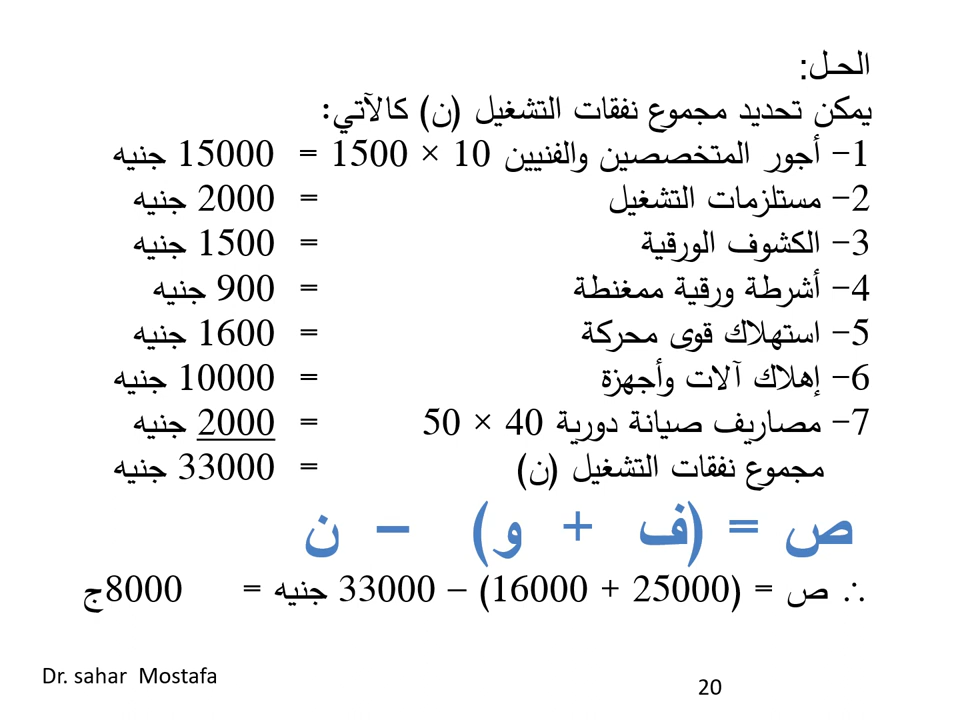 الحـل:
يمكن تحديد مجموع نفقات التشغيل (ن) كالآتي:
1- أجور المتخصصين والفنيين 10 × 1500 = 15000 جنيه
2- مستلزمات التشغيل = 2000 جنيه
3- الكشوف الورقية = 1500 جنيه
4- أشرطة ورقية ممغنطة = 900 جنيه
5- استهلاك قوى محركة = 1600 جنيه
6- إهلاك آلات وأجهزة = 10000 جنيه
7- مصاريف صيانة دورية 40 × 50 = 2000 جنيه
مجموع نفقات التشغيل (ن) = 33000 جنيه
ص = (ف + و) – ن
∴ ص = (25000 + 16000) – 33000 جنيه = 8000ج
Dr. sahar Mostafa
20